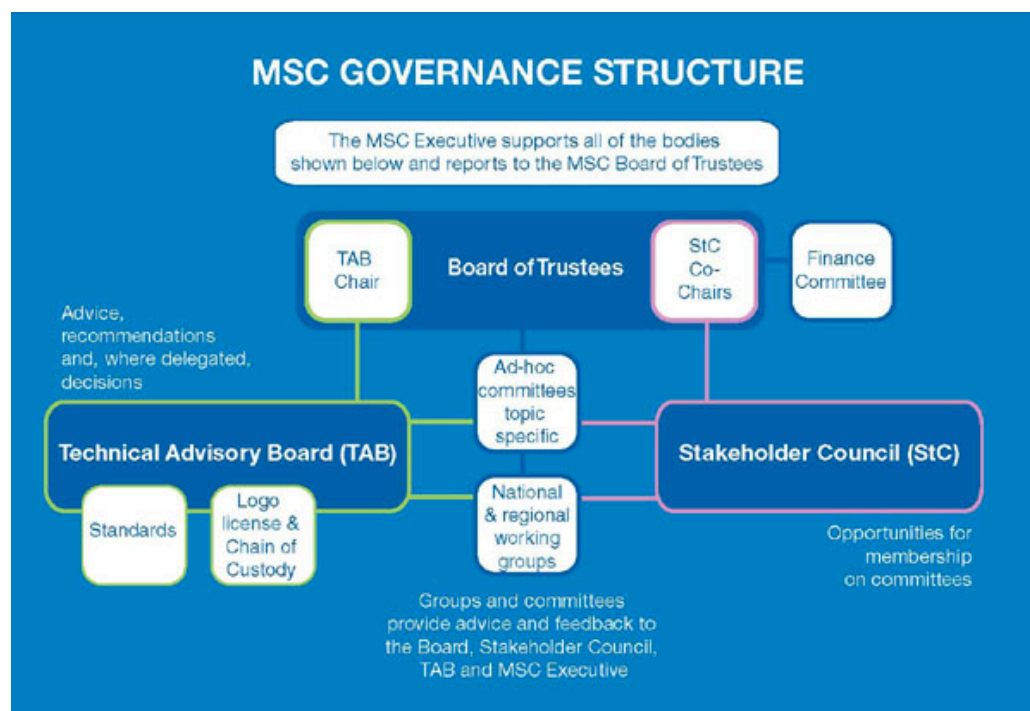 MSC GOVERNANCE STRUCTURE
The MSC Executive supports all of the bodies
shown below and reports to the MSC Board of Trustees
TAB
Chair
Board of Trustees
StC
Co-
Chairs
Finance
Committee
Advice,
recommendations
and, where delegated,
decisions
Ad-hoc
committees
topic
specific
Technical Advisory Board (TAB)
Stakeholder Council (StC)
Standards
Logo
license &
Chain of
Custody
National
& regional
working
groups
Opportunities for
membership
on committees
Groups and committees
provide advice and feedback to
the Board, Stakeholder Council,
TAB and MSC Executive